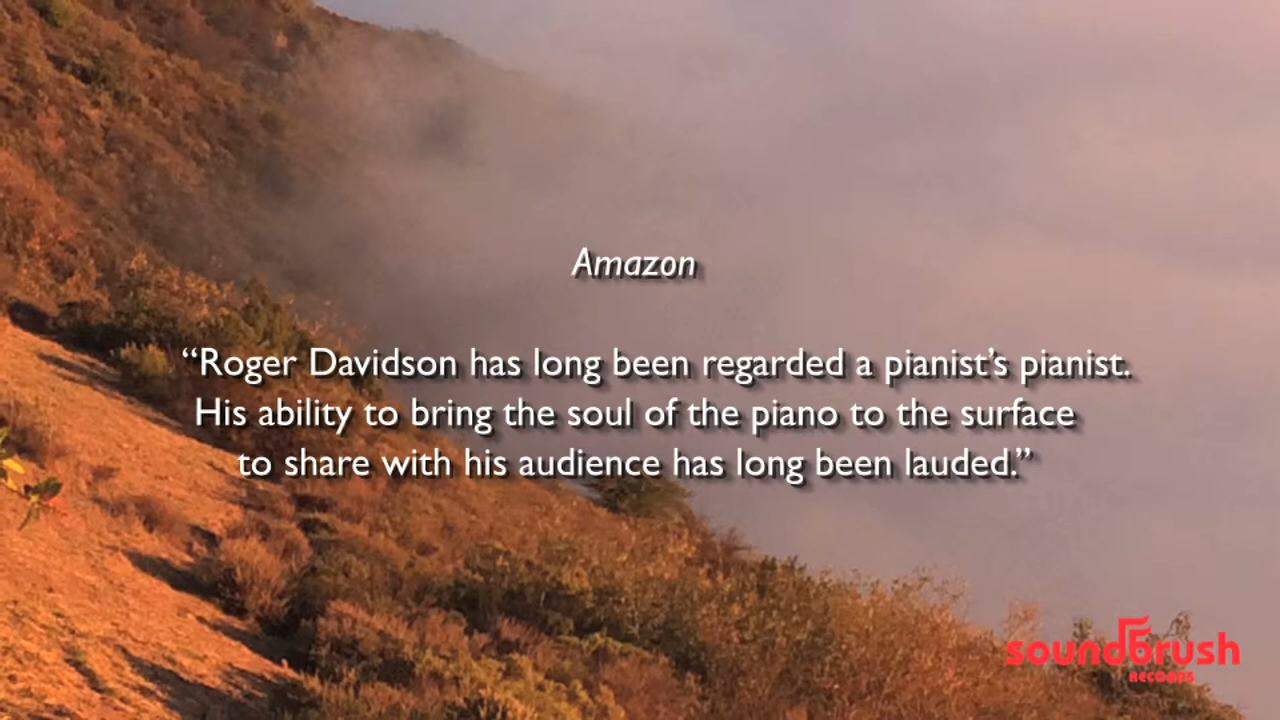 Amazon
“Roger Davidson has long been regarded a pianist’s pianist.
His ability to bring the soul of the piano to the surface
to share with his audience has long been lauded.”
soundbrush
RECORDS